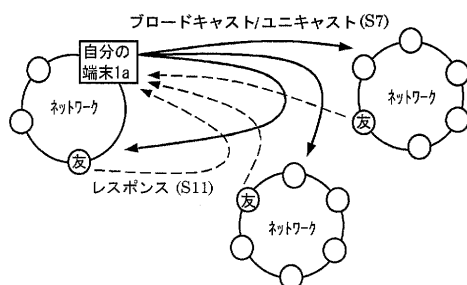 ブロードキャスト/ユニキャスト(S7)
自分の
端末1a
ネットワーク
友
レスポンス(S11)
友
ネットワーク
友
ネットワーク